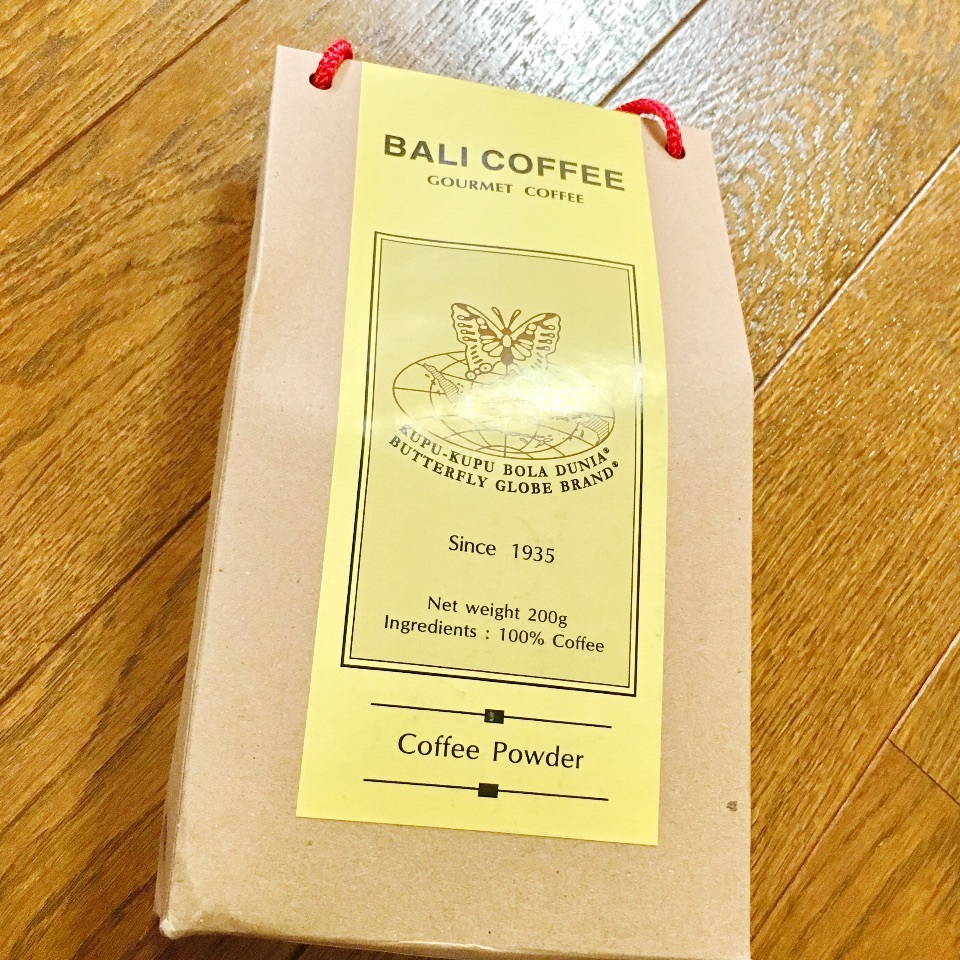 BALI COFFEE
GOURMET COFFEE
KUPU-KUPU BOLA DUNIA®
BUTTERFLY GLOBE BRAND®
Since 1935
Net weight 200g
Ingredients : 100% Coffee
Coffee Powder